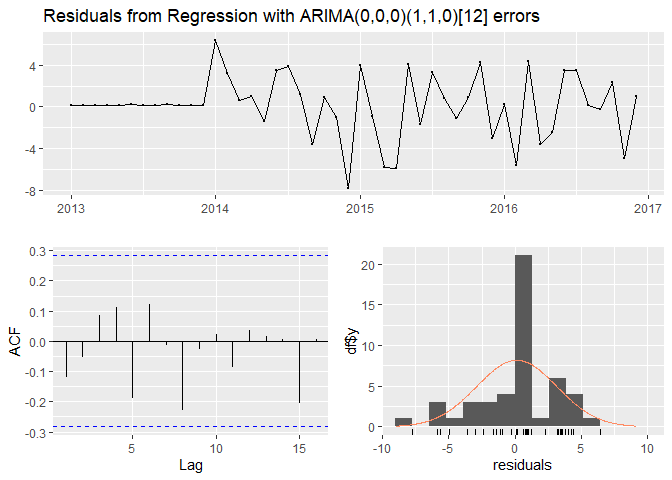 Residuals from Regression with ARIMA(0,0,0)(1,1,0)[12] errors
4
0
-4
-8
2013 2014 2015 2016 2017
0.3
0.2
0.1
0.0
-0.1
-0.2
-0.3
ACF
5 10 15
Lag
20
15
10
5
0
df$y
-10 -5 0 5 10
residuals